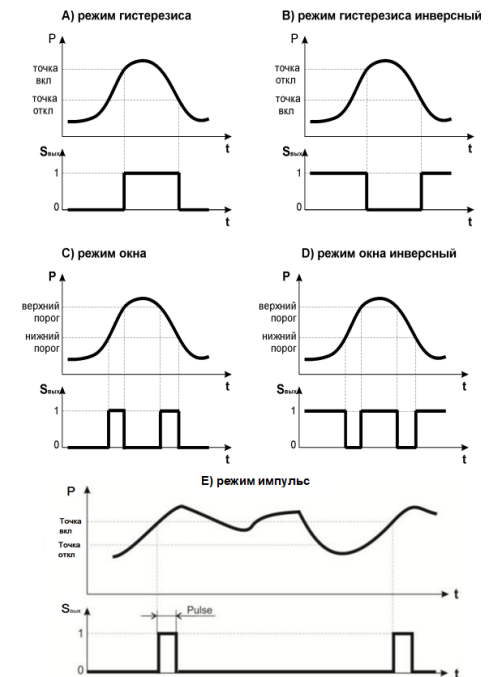 A) режим гистерезиса
P
точка
вкл
точка
откл
t
Sвых
1
0
t
B) режим гистерезиса инверсный
P
точка
откл
точка
вкл
t
Sвых
1
0
t
C) режим окна
P
верхний
порог
нижний
порог
t
Sвых
1
0
t
D) режим окна инверсный
P
верхний
порог
нижний
порог
t
Sвых
1
0
t
E) режим импульс
P
Точка
вкл
Точка
откл
t
Sвых
Pulse
1
0
t